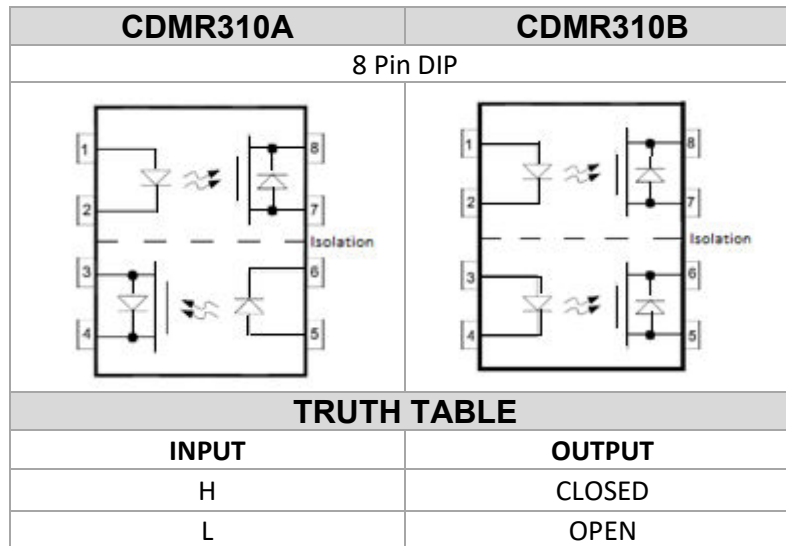 CDMR310A CDMR310B
8 Pin DIP
1 8 1 8
2 7 2 7
Isolation Isolation
3 6 3 6
4 5 4 5
TRUTH TABLE
INPUT OUTPUT
H CLOSED
L OPEN